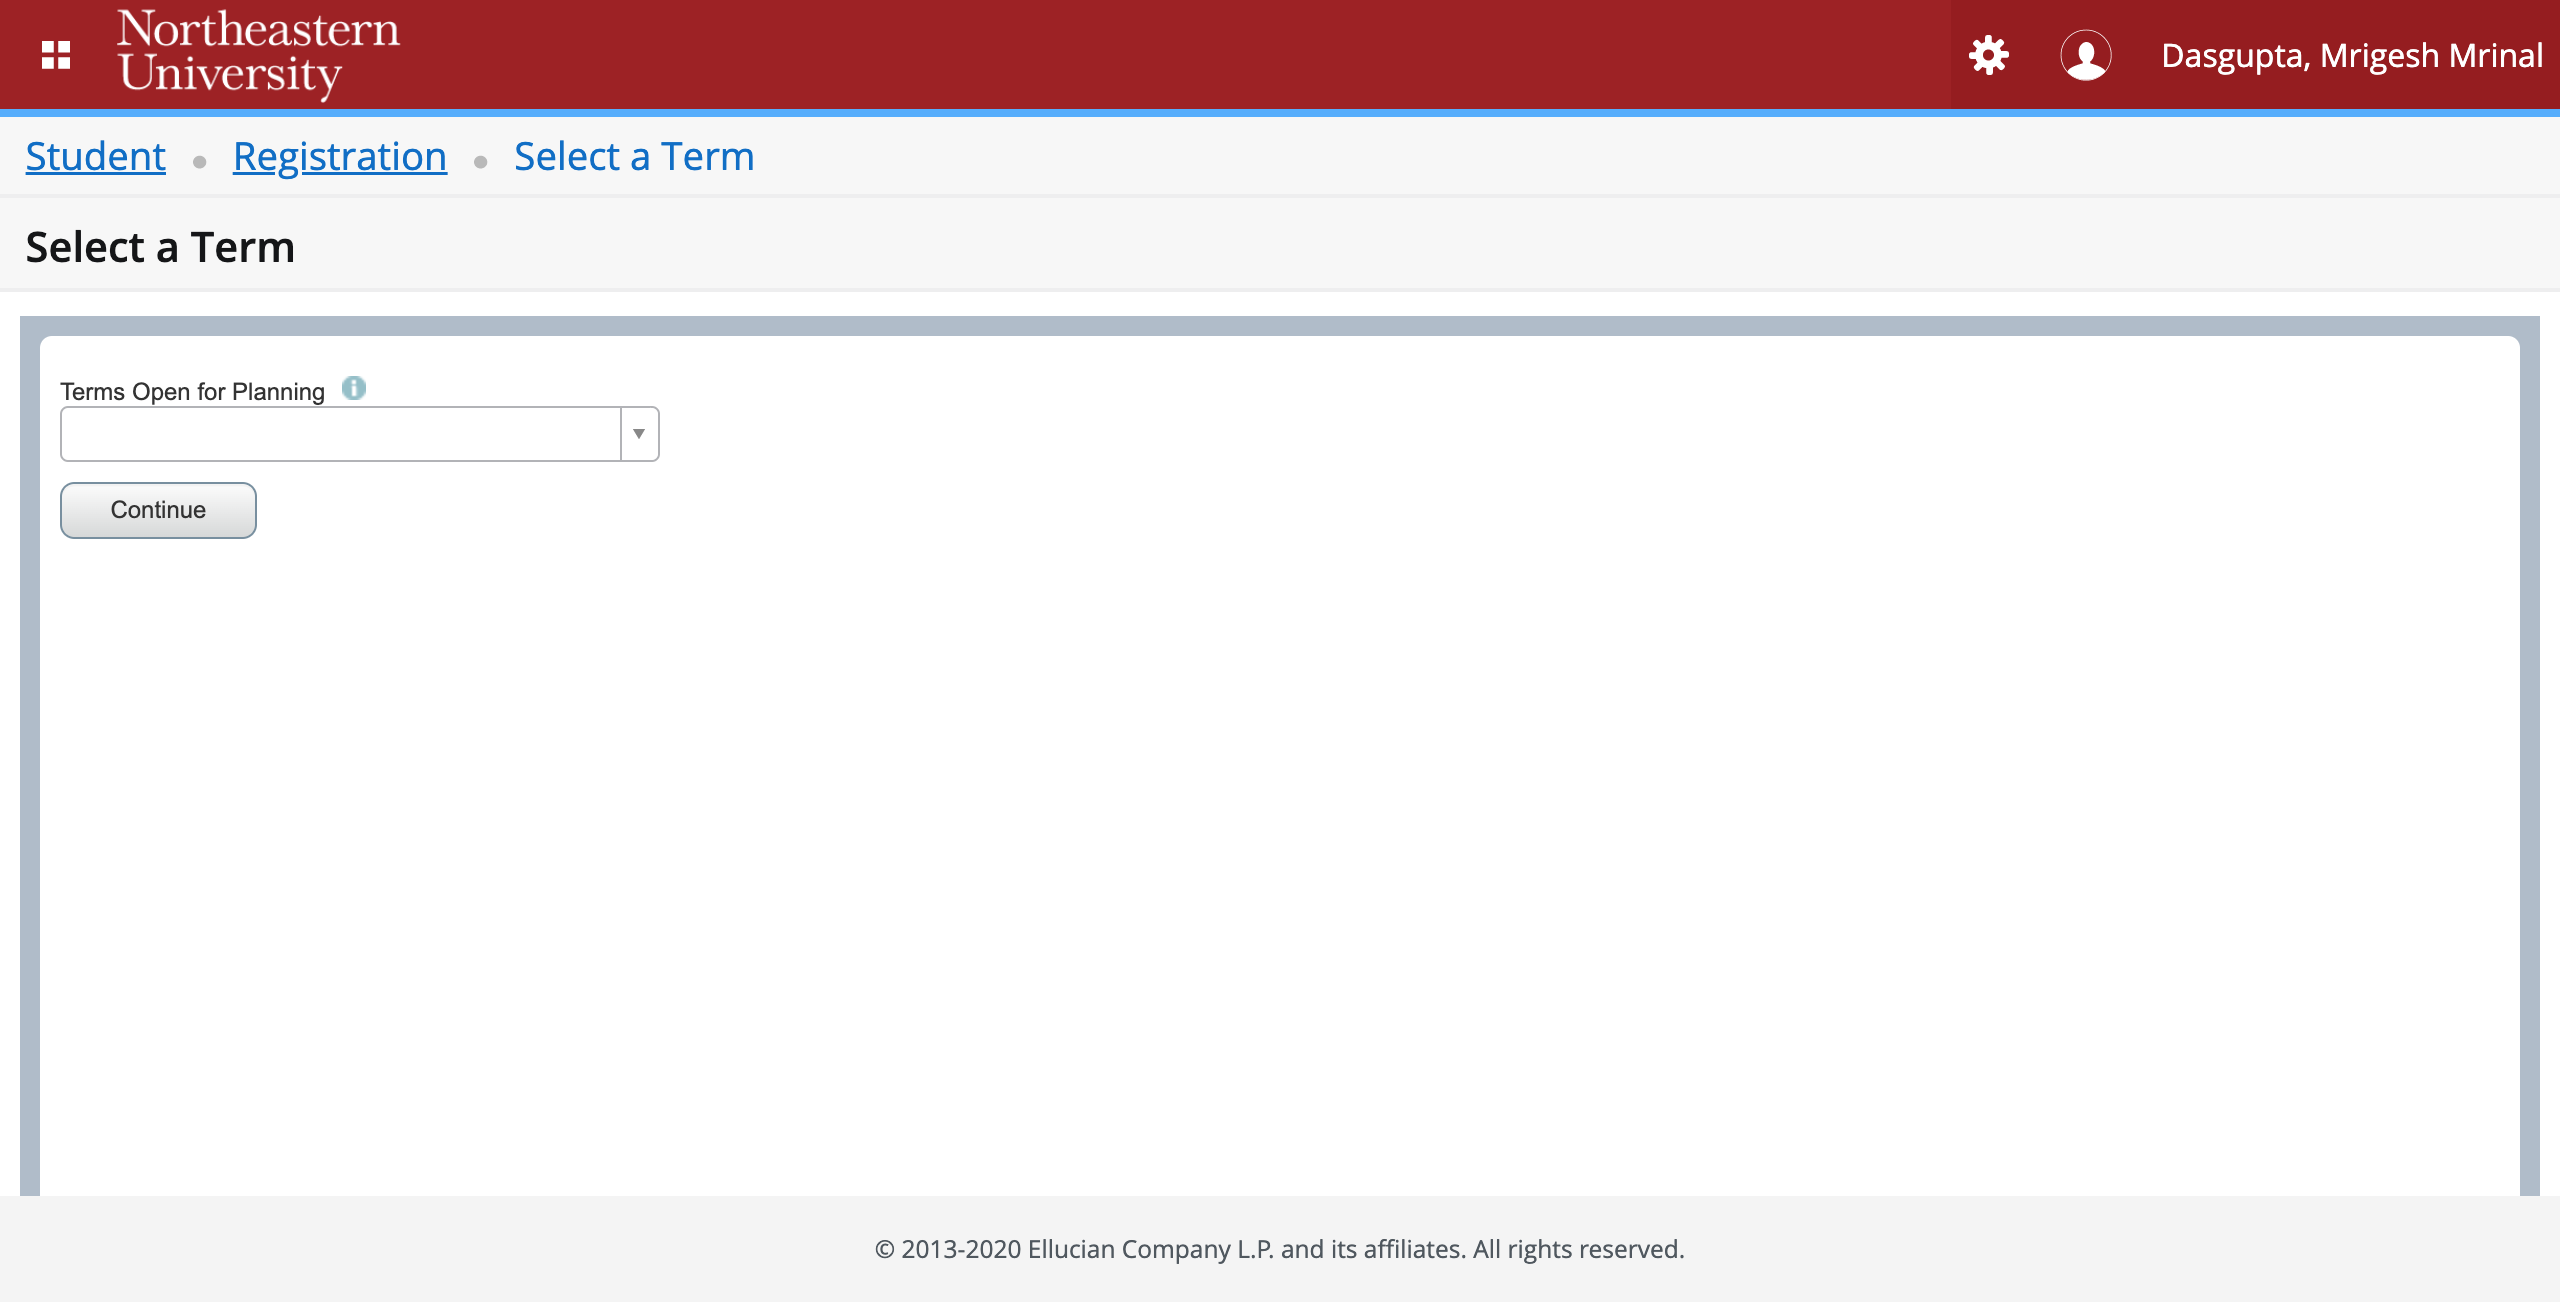 Northeastern
University
Dasgupta, Mrigesh Mrinal
Student • Registration • Select a Term
Select a Term
Terms Open for Planning
Continue
© 2013-2020 Ellucian Company L.P. and its affiliates. All rights reserved.